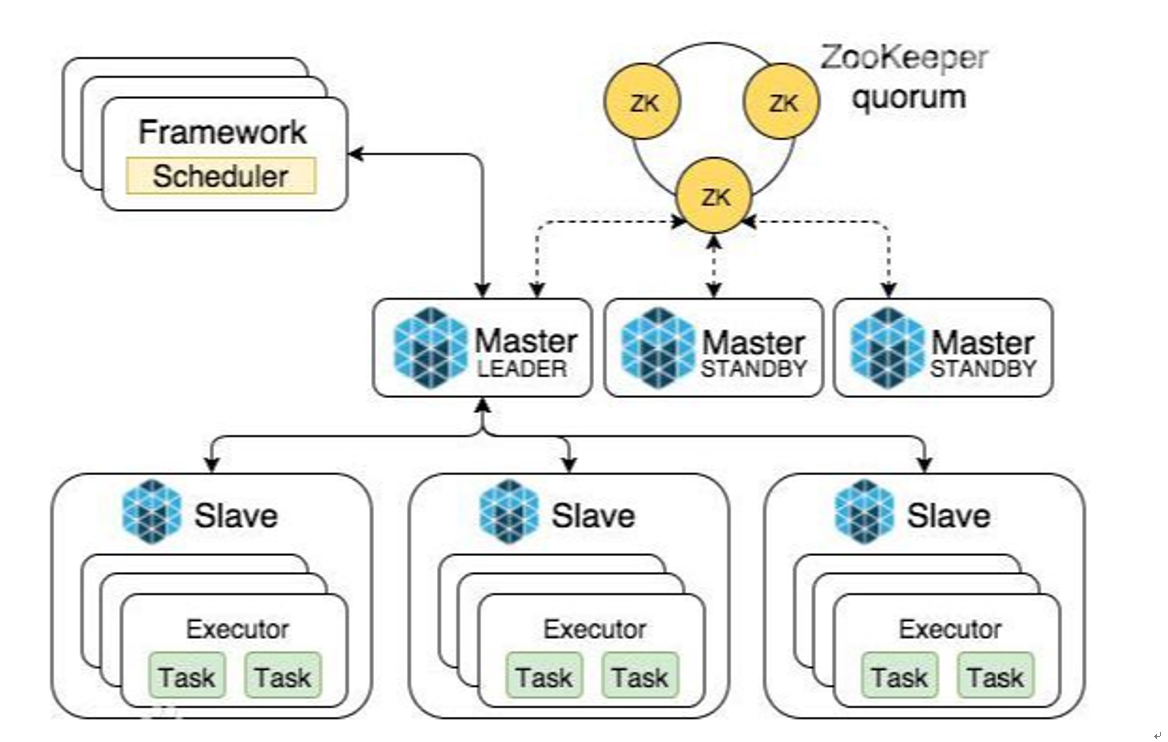 ZooKeeper
quorum
ZK
ZK
ZK
Framework
Scheduler
Master
LEADER
Master
STANDBY
Master
STANDBY
Slave
Executor
Task
Task
Slave
Executor
Task
Task
Slave
Executor
Task
Task